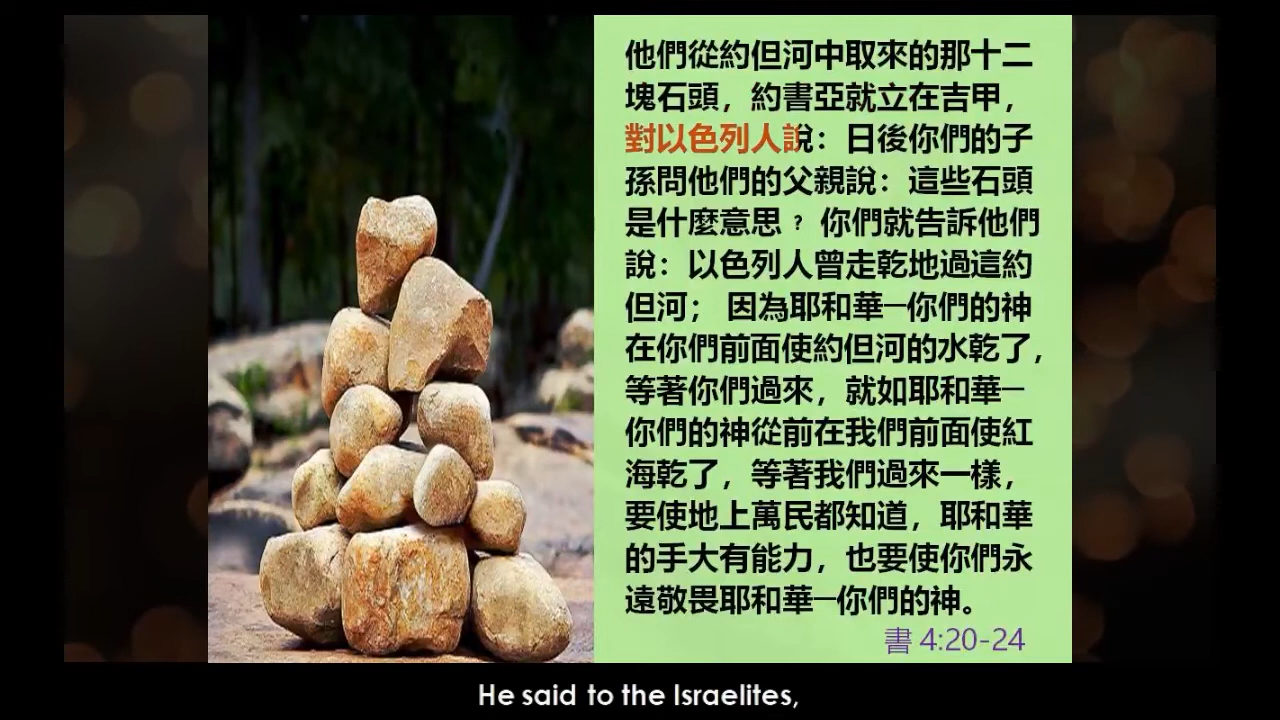 他們從約但河中取來的那十二
塊石頭，約書亞就立在吉甲，
對以色列人說：日後你們的子
孫問他們的父親說：這些石頭
是什麼意思﹖ 你們就告訴他們
說：以色列人曾走乾地過這約
但河； 因為耶和華─你們的神
在你們前面使約但河的水乾了，
等著你們過來，就如耶和華─
你們的神從前在我們前面使紅
海乾了，等著我們過來一樣，
要使地上萬民都知道，耶和華
的手大有能力，也要使你們永
遠敬畏耶和華─你們的神。
書 4:20-24
He said to the Israelites,